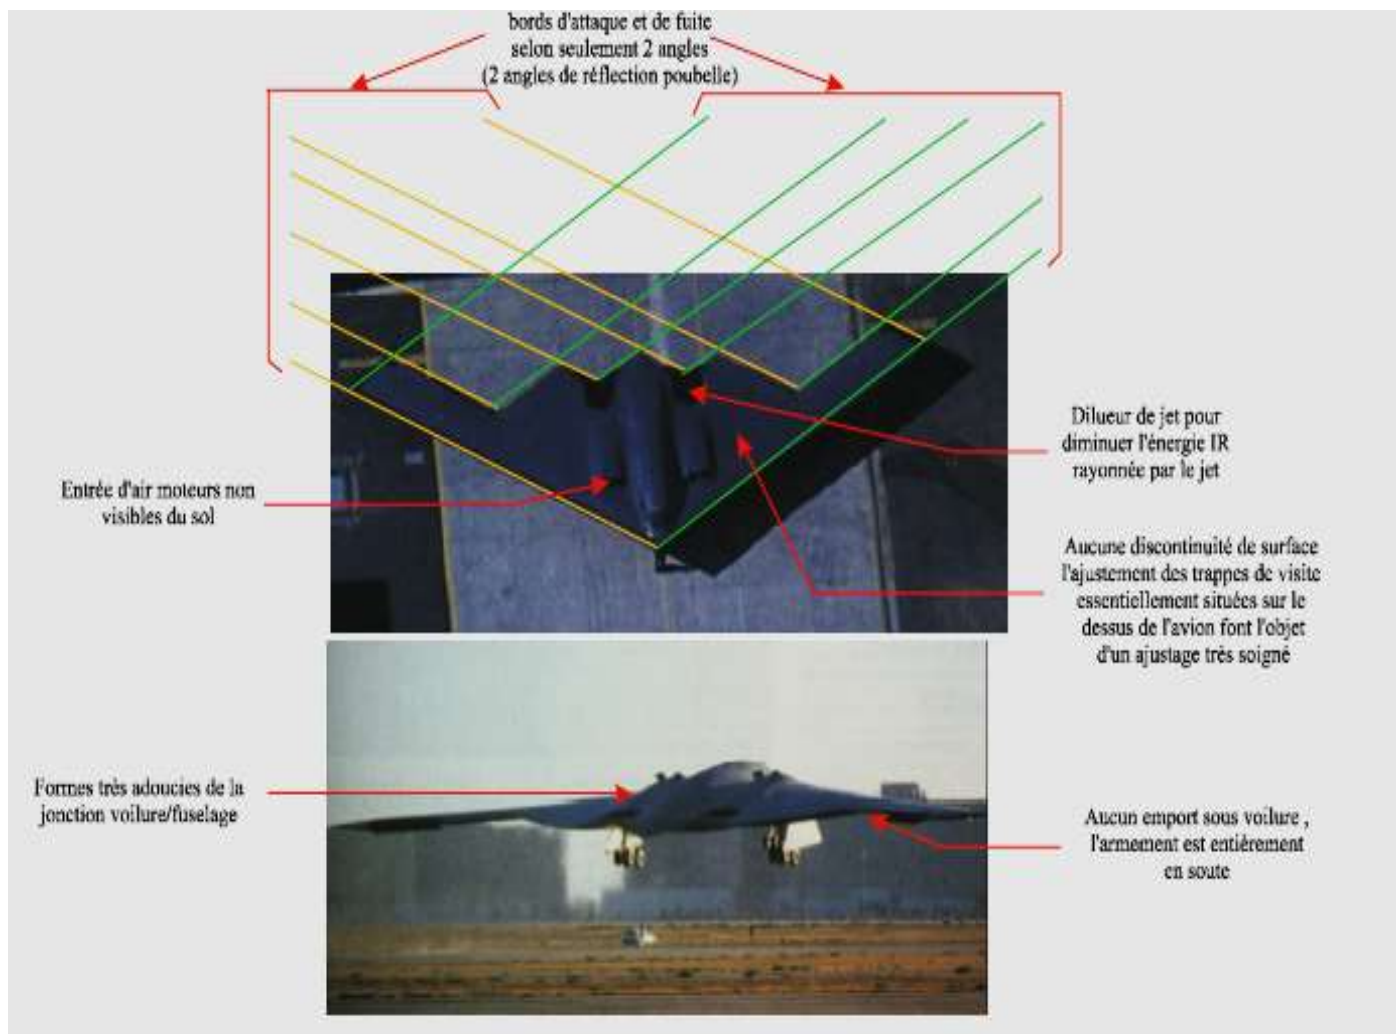 bords d'attaque et de fuite
selon seulement 2 angles
(2 angles de réflection poubelle)
Dilueur de jet pour
diminuer l'énergie IR
rayonnée par le jet
Entrée d'air moteurs non
visibles du sol
Aucune discontinuité de surface
l'ajustement des trappes de visite
essentiellement situées sur le
dessus de l'avion font l'objet
d'un ajustage très soigné
Formes très adoucies de la
jonction voilure/fuselage
Aucun emport sous voilure ,
l'armement est entiérement
en soute